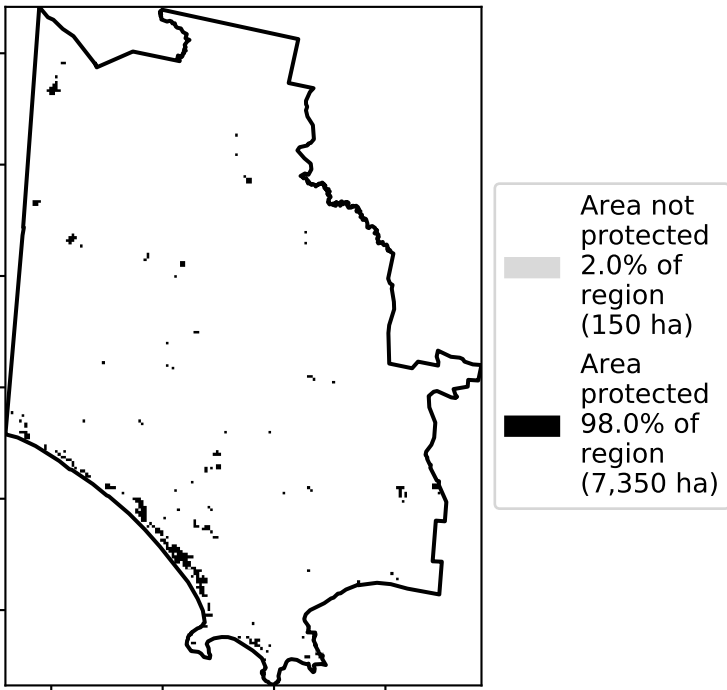 Area not
protected
2.0% of
region
(150 ha)
Area
protected
98.0% of
region
(7,350 ha)